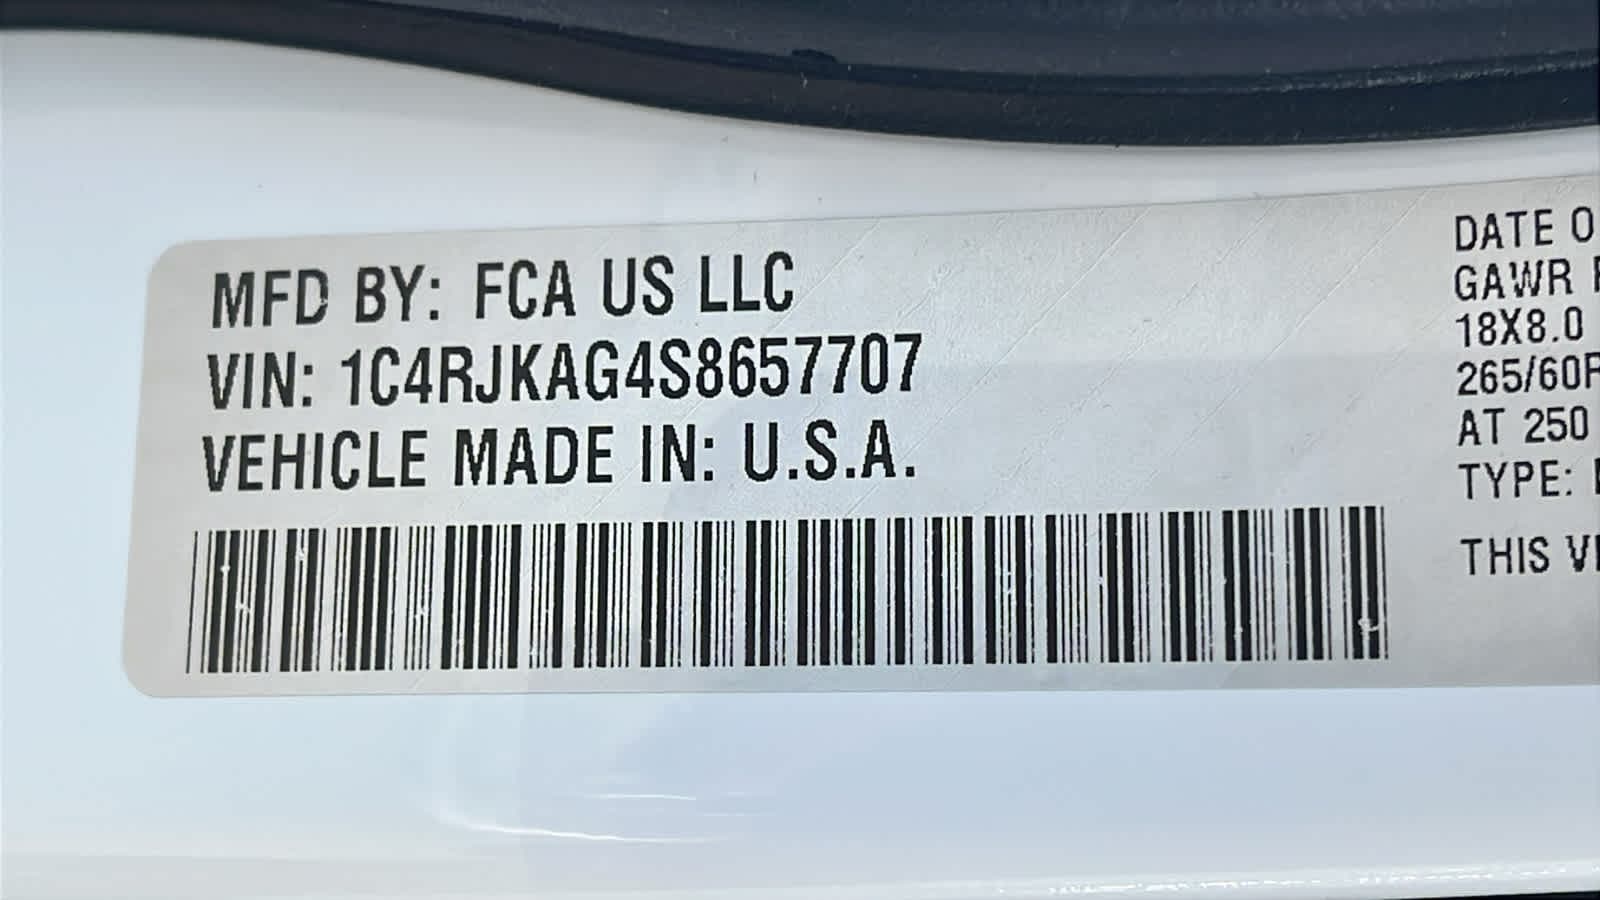 MFD BY: FCA US LLC
VIN: 1C4RJKAG4S8657707
VEHICLE MADE IN: U.S.A.
DATE O
GAWR
18X8.0
265/60R
AT 250
TYPE:
THIS